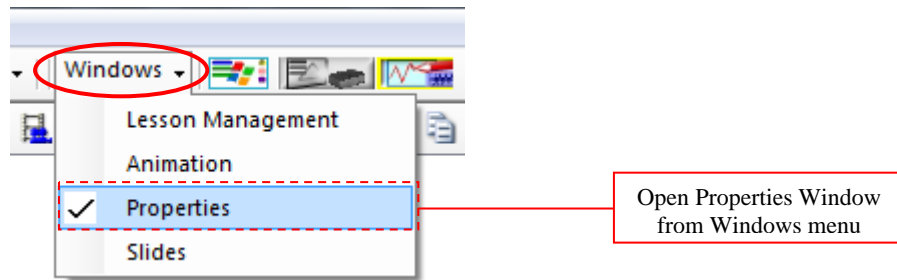 Windows
Lesson Management
Animation
Properties
Slides
Open Properties Window
from Windows menu